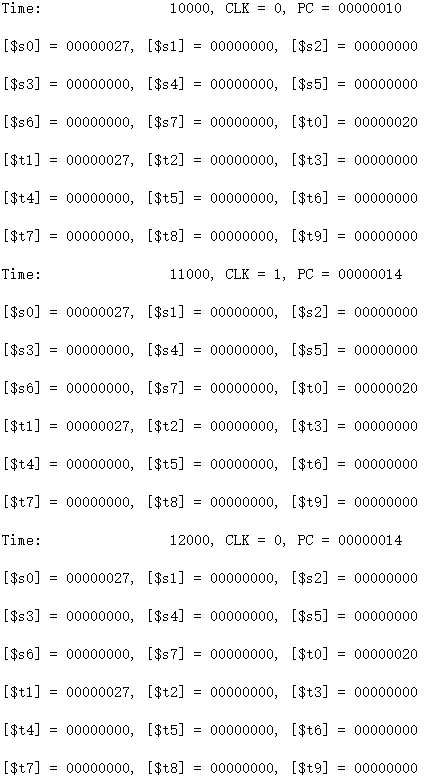 Time:                10000, CLK = 0, PC = 00000010
[$s0] = 00000027, [$s1] = 00000000, [$s2] = 00000000
[$s3] = 00000000, [$s4] = 00000000, [$s5] = 00000000
[$s6] = 00000000, [$s7] = 00000000, [$t0] = 00000020
[$t1] = 00000027, [$t2] = 00000000, [$t3] = 00000000
[$t4] = 00000000, [$t5] = 00000000, [$t6] = 00000000
[$t7] = 00000000, [$t8] = 00000000, [$t9] = 00000000
Time:                11000, CLK = 1, PC = 00000014
[$s0] = 00000027, [$s1] = 00000000, [$s2] = 00000000
[$s3] = 00000000, [$s4] = 00000000, [$s5] = 00000000
[$s6] = 00000000, [$s7] = 00000000, [$t0] = 00000020
[$t1] = 00000027, [$t2] = 00000000, [$t3] = 00000000
[$t4] = 00000000, [$t5] = 00000000, [$t6] = 00000000
[$t7] = 00000000, [$t8] = 00000000, [$t9] = 00000000
Time:                12000, CLK = 0, PC = 00000014
[$s0] = 00000027, [$s1] = 00000000, [$s2] = 00000000
[$s3] = 00000000, [$s4] = 00000000, [$s5] = 00000000
[$s6] = 00000000, [$s7] = 00000000, [$t0] = 00000020
[$t1] = 00000027, [$t2] = 00000000, [$t3] = 00000000
[$t4] = 00000000, [$t5] = 00000000, [$t6] = 00000000
[$t7] = 00000000, [$t8] = 00000000, [$t9] = 00000000